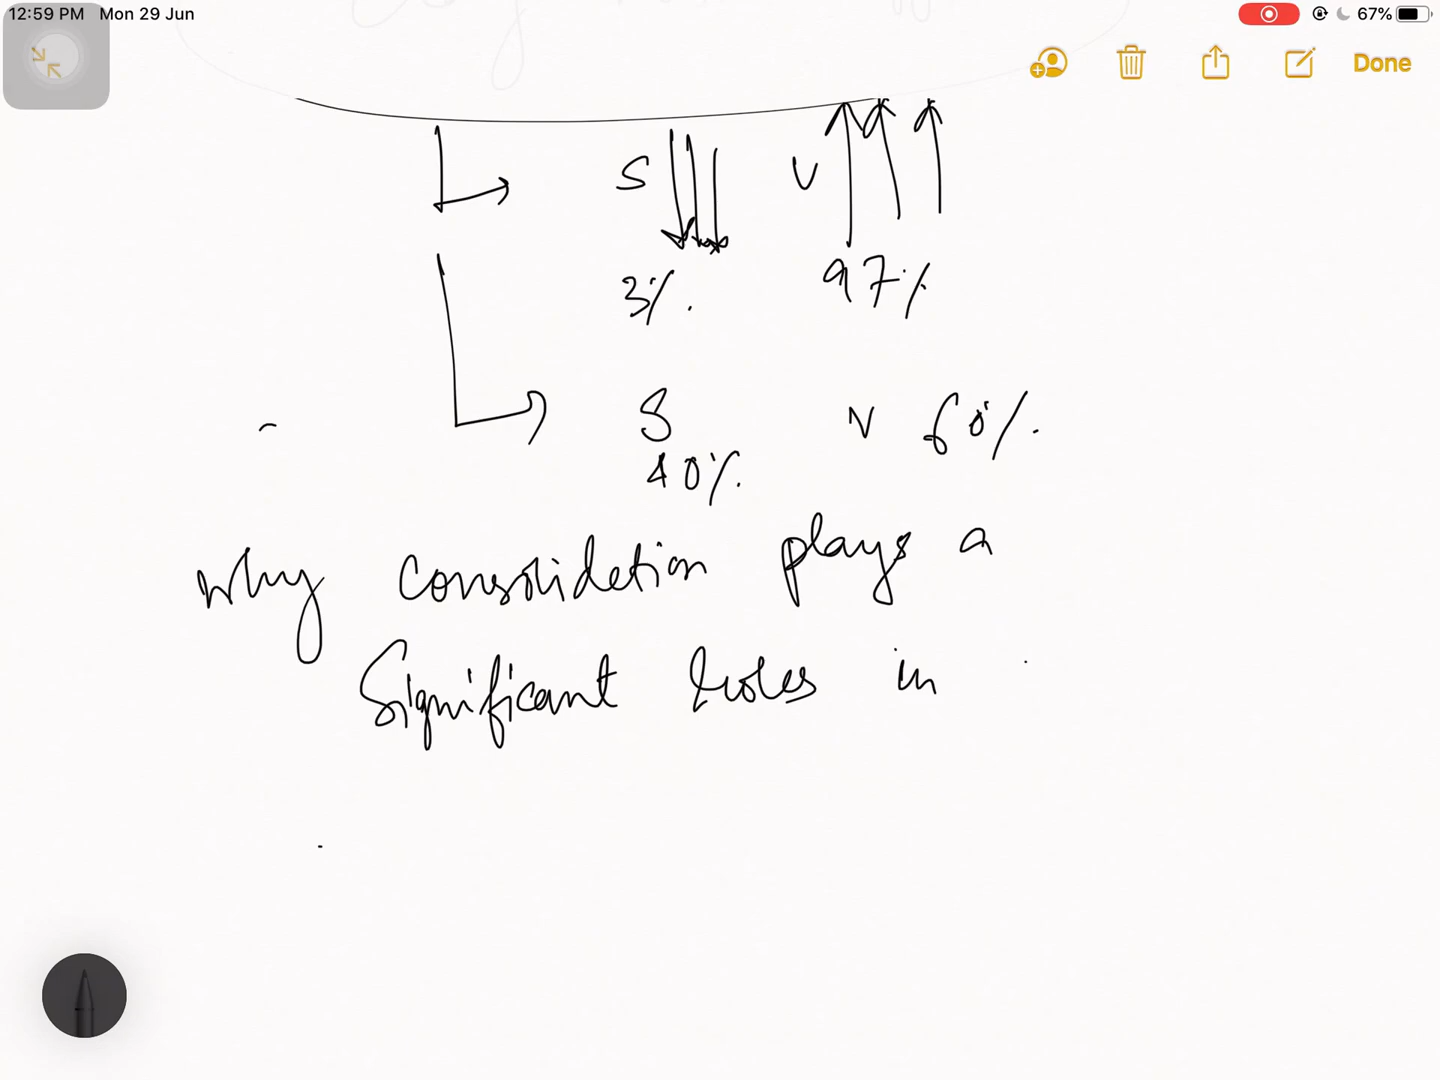 12:59 PM Mon 29 Jun 67%
Done
S V
3%. 97%
S V 60%.
40%.
Why consolidation plays a
Significant roles in